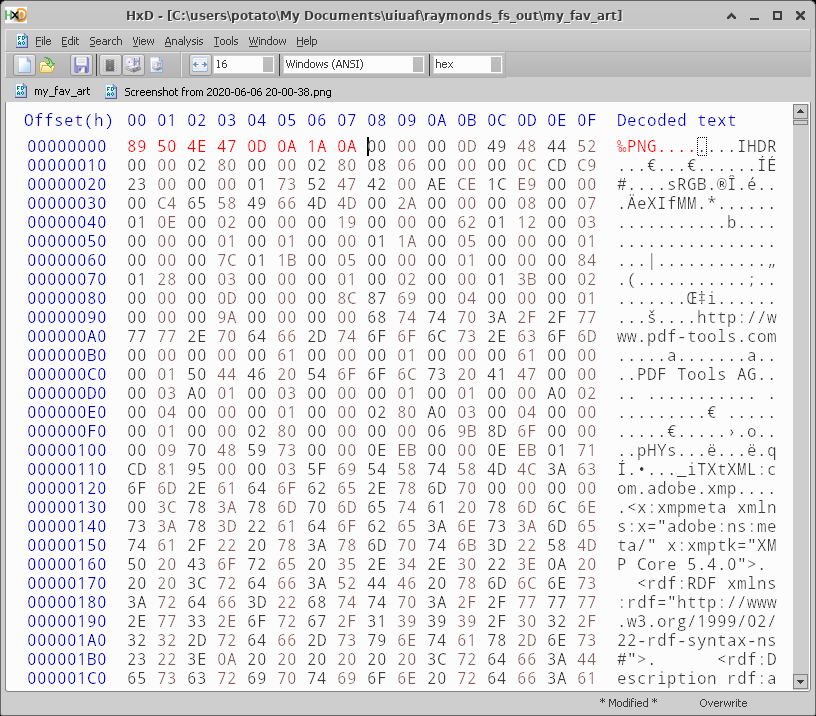 HxD - [C:\users\potato\My Documents\uiuaf\raymonds_fs_out\my_fav_art]
File Edit Search View Analysis Tools Window Help
16 Windows (ANSI) hex
my_fav_art Screenshot from 2020-06-06 20-00-38.png
Offset(h) 00 01 02 03 04 05 06 07 08 09 0A 0B 0C 0D 0E 0F Decoded text
00000000 89 50 4E 47 0D 0A 1A 0A 00 00 00 0D 49 48 44 52 ‰PNG........IHDR
00000010 00 00 02 80 00 00 02 80 08 06 00 00 00 0C CD C9 ...€...€......ÍÉ
00000020 23 00 00 00 01 73 52 47 42 00 AE CE 1C E9 00 00 #....sRGB.®Î.é..
00000030 00 C4 65 58 49 66 4D 4D 00 2A 00 00 00 08 00 07 .ÄeXIfMM.*......
00000040 01 0E 00 02 00 00 00 19 00 00 00 62 01 12 00 03 ...........b....
00000050 00 00 00 01 00 01 00 00 01 1A 00 05 00 00 00 01 ................
00000060 00 00 00 7C 01 1B 00 05 00 00 00 01 00 00 00 84 ...|...........„
00000070 01 28 00 03 00 00 00 01 00 02 00 00 01 3B 00 02 .(...........;..
00000080 00 00 00 0D 00 00 00 8C 87 69 00 04 00 00 00 01 .......Œ‡i......
00000090 00 00 00 9A 00 00 00 00 68 74 74 70 3A 2F 2F 77 ...š....http://w
000000A0 77 77 2E 70 64 66 2D 74 6F 6F 6C 73 2E 63 6F 6D ww.pdf-tools.com
000000B0 00 00 00 00 00 61 00 00 00 00 01 00 00 00 61 00 .....a........a.
000000C0 00 01 50 44 46 20 54 6F 6F 6C 73 20 41 47 00 00 ..PDF Tools AG..
000000D0 00 03 A0 01 00 03 00 00 00 01 00 01 00 00 A0 02 .. ........... .
000000E0 00 04 00 00 00 01 00 00 02 80 A0 03 00 04 00 00 .........€ .....
000000F0 00 01 00 00 02 80 00 00 00 00 06 9B 8D 6F 00 00 .....€.....›.o..
00000100 00 09 70 48 59 73 00 00 0E EB 00 00 0E EB 01 71 ..pHYs...ë...ë.q
00000110 CD 81 95 00 00 03 5F 69 54 58 74 58 4D 4C 3A 63 Í.•..._iTXtXML:c
00000120 6F 6D 2E 61 64 6F 62 65 2E 78 6D 70 00 00 00 00 om.adobe.xmp....
00000130 00 3C 78 3A 78 6D 70 6D 65 74 61 20 78 6D 6C 6E .<x:xmpmeta xmln
00000140 73 3A 78 3D 22 61 64 6F 62 65 3A 6E 73 3A 6D 65 s:x="adobe:ns:me
00000150 74 61 2F 22 20 78 3A 78 6D 70 74 6B 3D 22 58 4D ta/" x:xmptk="XM
00000160 50 20 43 6F 72 65 20 35 2E 34 2E 30 22 3E 0A 20 P Core 5.4.0">.
00000170 20 20 3C 72 64 66 3A 52 44 46 20 78 6D 6C 6E 73 <rdf:RDF xmlns
00000180 3A 72 64 66 3D 22 68 74 74 70 3A 2F 2F 77 77 77 :rdf="http://www
00000190 2E 77 33 2E 6F 72 67 2F 31 39 39 39 2F 30 32 2F .w3.org/1999/02/
000001A0 32 32 2D 72 64 66 2D 73 79 6E 74 61 78 2D 6E 73 22-rdf-syntax-ns
000001B0 23 22 3E 0A 20 20 20 20 20 20 3C 72 64 66 3A 44 #">. <rdf:D
000001C0 65 73 63 72 69 70 74 69 6F 6E 20 72 64 66 3A 61 escription rdf:a
* Modified * Overwrite